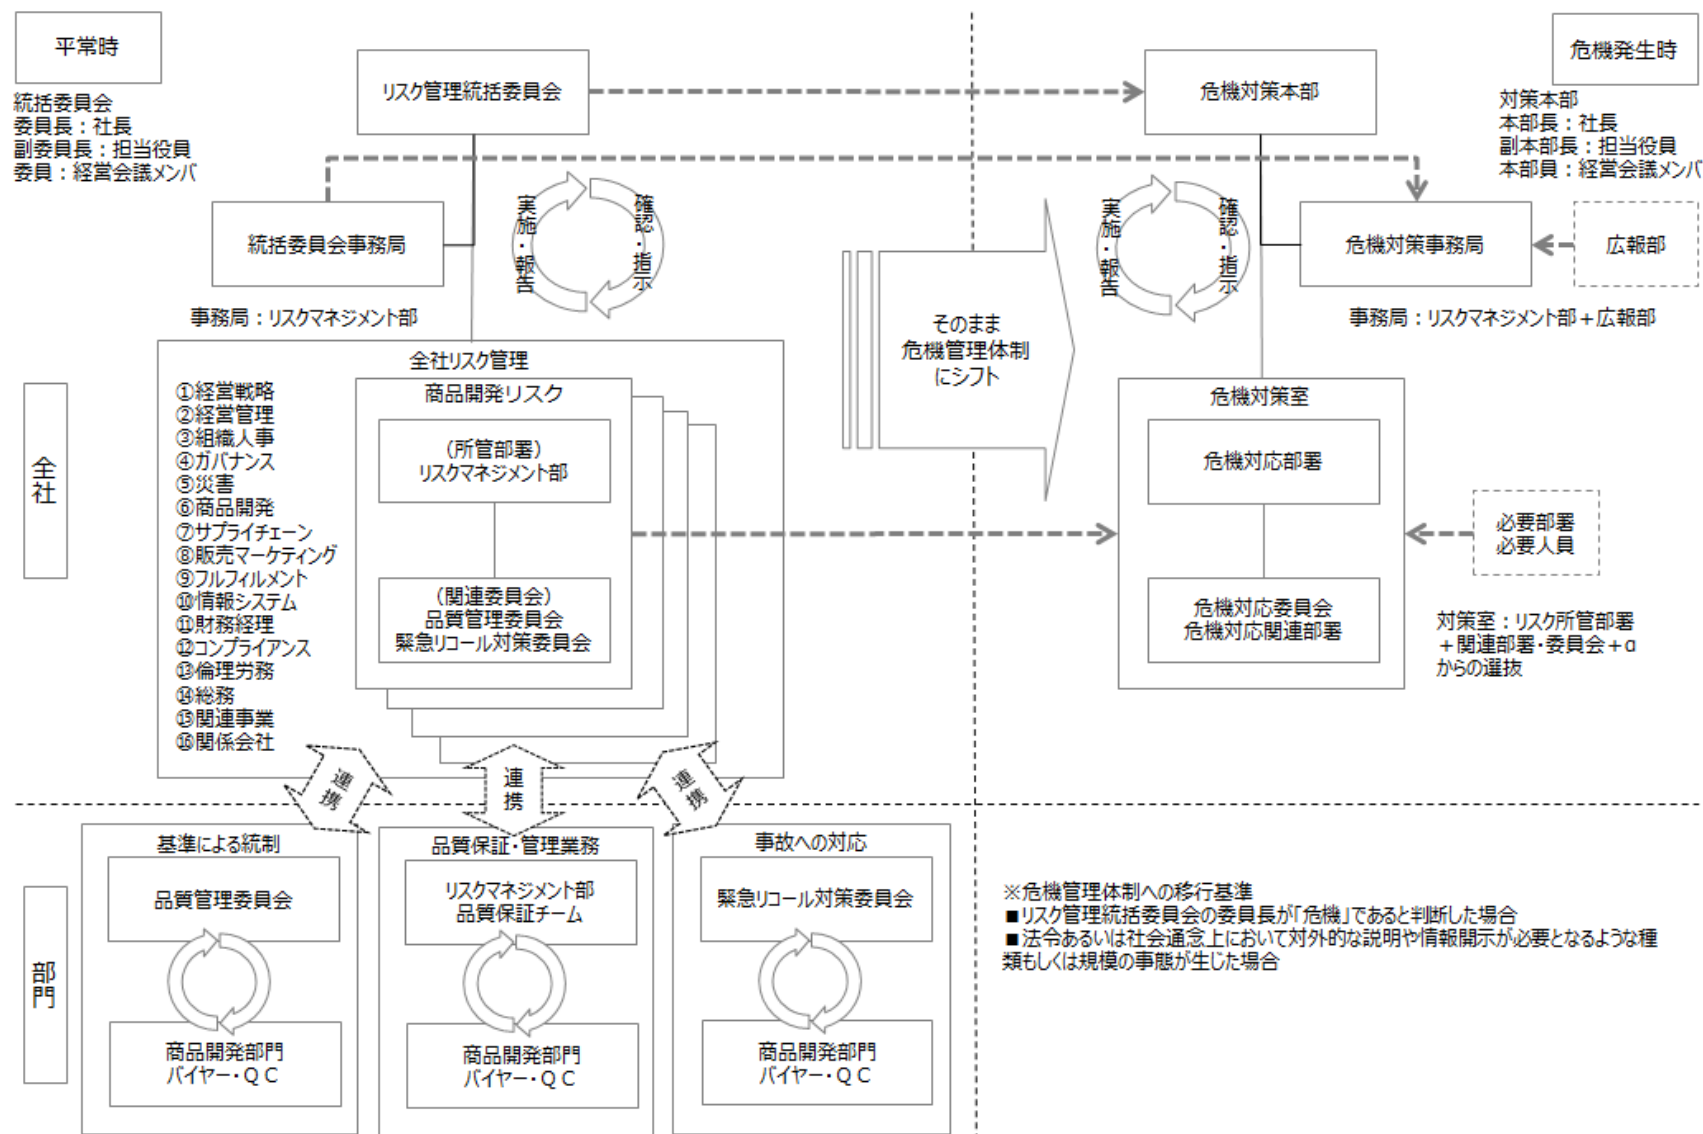 平常時
統括委員会
委員長：社長
副委員長：担当役員
委員：経営会議メンバ
リスク管理統括委員会
統括委員会事務局
実施・報告
確認・指示
事務局：リスクマネジメント部
危機発生時
対策本部
本部長：社長
副本部長：担当役員
本部員：経営会議メンバ
危機対策本部
危機対策事務局
広報部
実施・報告
確認・指示
事務局：リスクマネジメント部＋広報部
そのまま
危機管理体制
にシフト
全社
全社リスク管理
①経営戦略
②経営管理
③組織人事
④ガバナンス
⑤災害
⑥商品開発
⑦サプライチェーン
⑧販売マーケティング
⑨フルフィルメント
⑩情報システム
⑪財務経理
⑫コンプライアンス
⑬倫理労務
⑭総務
⑮関連事業
⑯関係会社
商品開発リスク
（所管部署）
リスクマネジメント部
（関連委員会）
品質管理委員会
緊急リコール対策委員会
危機対策室
危機対応部署
危機対応委員会
危機対応関連部署
必要部署
必要人員
対策室：リスク所管部署
＋関連部署・委員会＋α
からの選抜
連携
連携
連携
部門
基準による統制
品質管理委員会
商品開発部門
バイヤー・ＱＣ
品質保証・管理業務
リスクマネジメント部
品質保証チーム
商品開発部門
バイヤー・ＱＣ
事故への対応
緊急リコール対策委員会
商品開発部門
バイヤー・ＱＣ
※危機管理体制への移行基準
■リスク管理統括委員会の委員長が「危機」であると判断した場合
■法令あるいは社会通念上において対外的な説明や情報開示が必要となるような種
類もしくは規模の事態が生じた場合